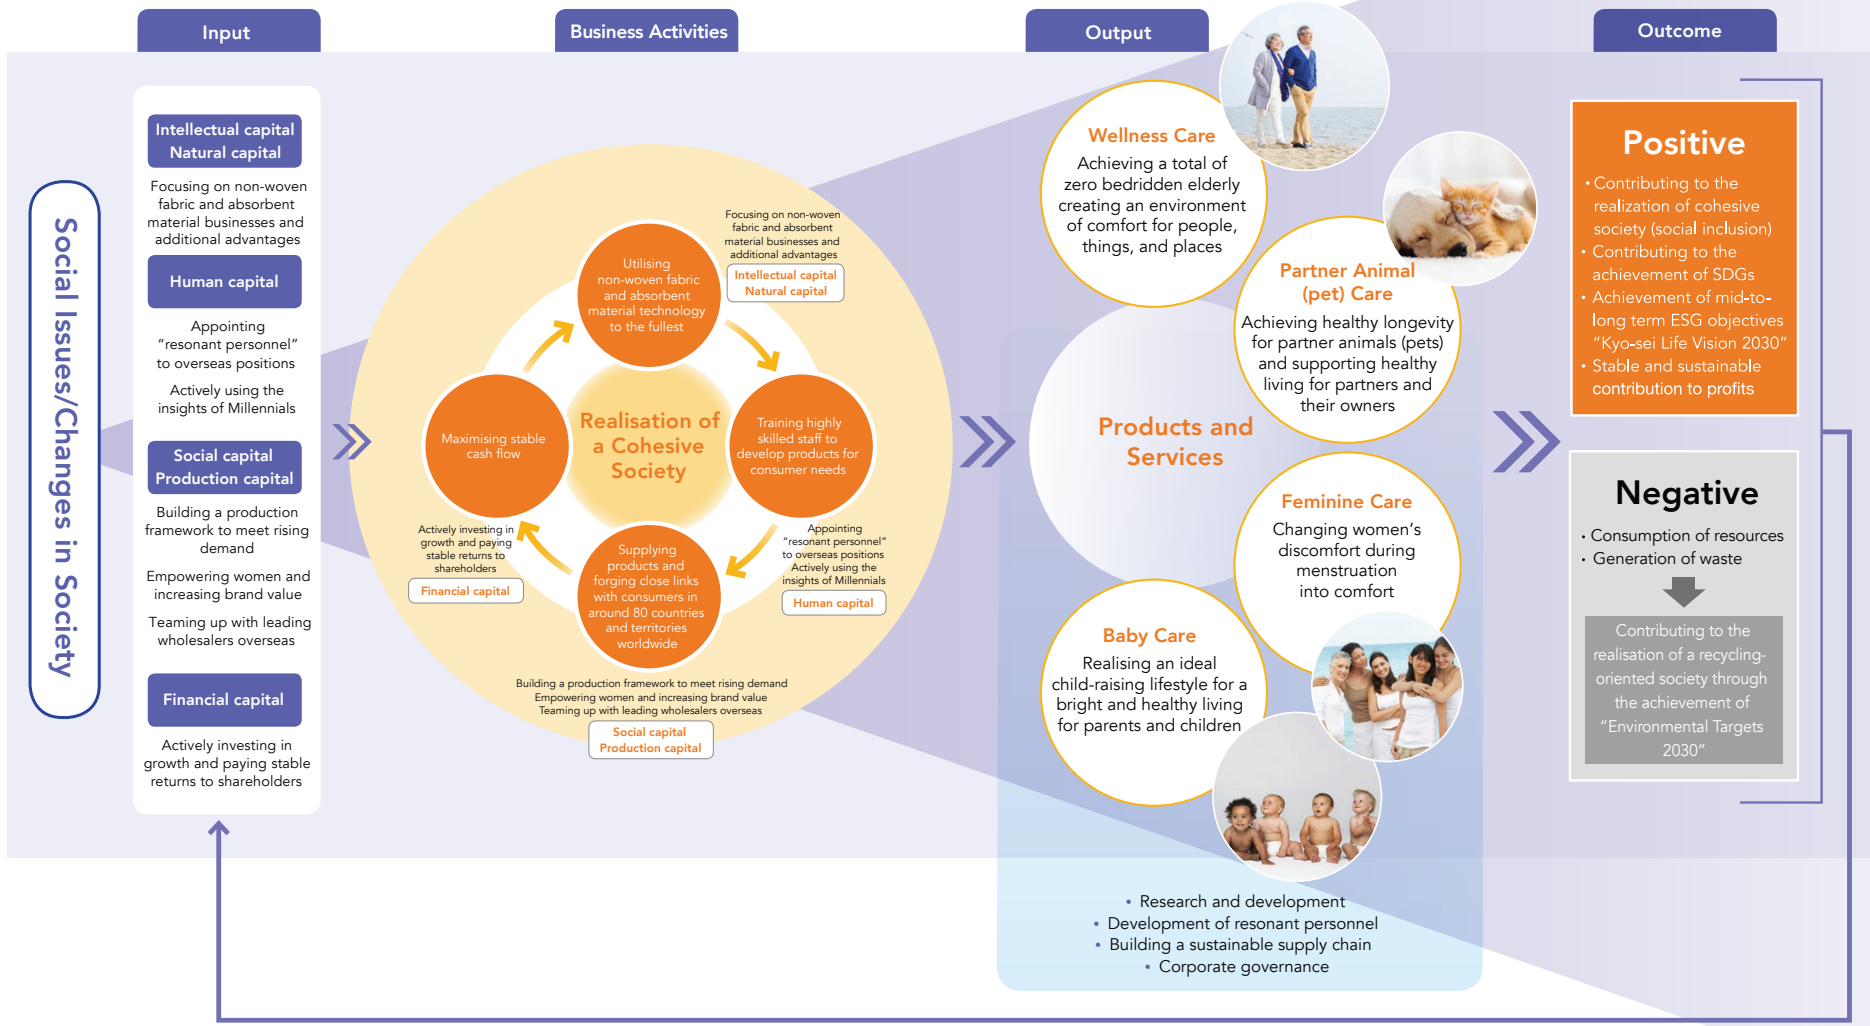 Input
Business Activities
Output
Outcome
Social Issues/Changes in Society
Intellectual capital
Natural capital
Focusing on non-woven
fabric and absorbent
material businesses and
additional advantages
Human capital
Appointing
“resonant personnel”
to overseas positions
Actively using the
insights of Millennials
Social capital
Production capital
Building a production
framework to meet rising
demand
Empowering women and
increasing brand value
Teaming up with leading
wholesalers overseas
Financial capital
Actively investing in
growth and paying stable
returns to shareholders
Utilising
non-woven fabric
and absorbent
material technology
to the fullest
Focusing on non-woven
fabric and absorbent
material businesses and
additional advantages
Intellectual capital
Natural capital
Realisation of
a Cohesive
Society
Training highly
skilled staff to
develop products for
consumer needs
Appointing
“resonant personnel”
to overseas positions
Actively using the
insights of Millennials
Human capital
Supplying
products and
forging close links
with consumers in
around 80 countries
and territories
worldwide
Building a production framework to meet rising demand
Empowering women and increasing brand value
Teaming up with leading wholesalers overseas
Social capital
Production capital
Maximising stable
cash flow
Actively investing in
growth and paying
stable returns to
shareholders
Financial capital
Wellness Care
Achieving a total of
zero bedridden elderly
creating an environment
of comfort for people,
things, and places
Partner Animal
(pet) Care
Achieving healthy longevity
for partner animals (pets)
and supporting healthy
living for partners and
their owners
Products and
Services
Feminine Care
Changing women’s
discomfort during
menstruation
into comfort
Baby Care
Realising an ideal
child-raising lifestyle for a
bright and healthy living
for parents and children
• Research and development
• Development of resonant personnel
• Building a sustainable supply chain
• Corporate governance
Positive
• Contributing to the
realization of cohesive
society (social inclusion)
• Contributing to the
achievement of SDGs
• Achievement of mid-to-
long term ESG objectives
“Kyo-sei Life Vision 2030”
• Stable and sustainable
contribution to profits
Negative
• Consumption of resources
• Generation of waste
Contributing to the
realisation of a recycling-
oriented society through
the achievement of
“Environmental Targets
2030”